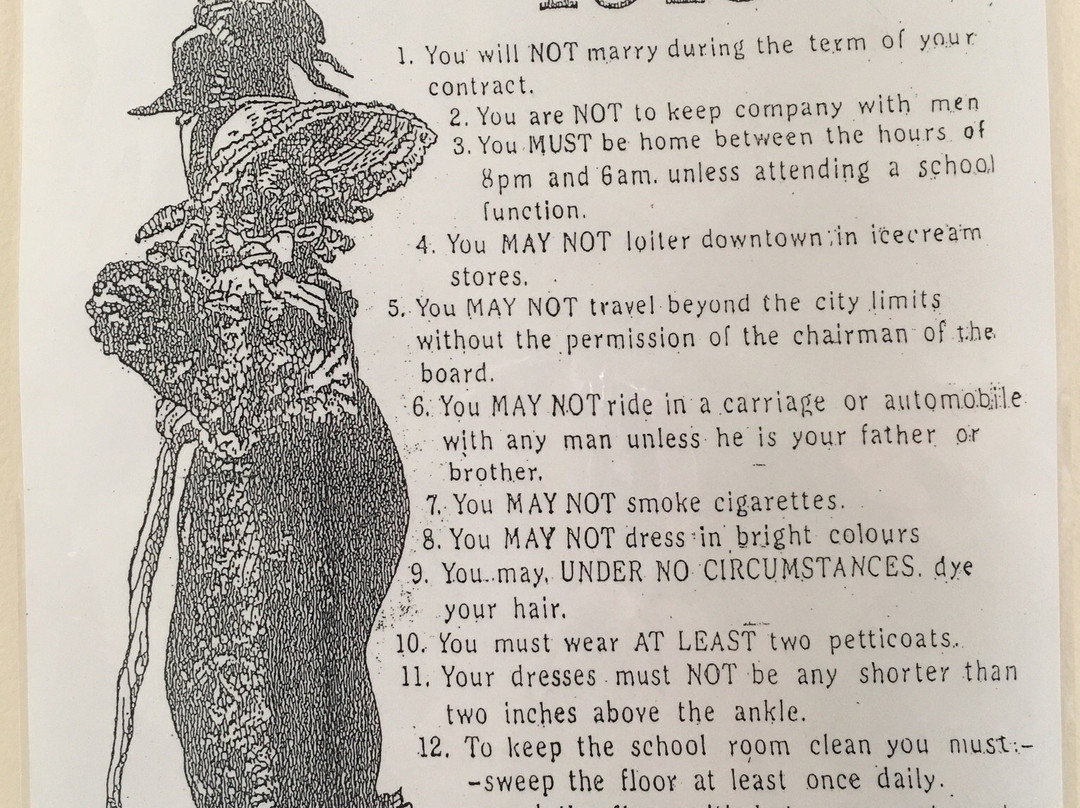 1. You will NOT marry during the term of your
contract.
2. You are NOT to keep company with men
3. You MUST be home between the hours of
8pm and 6am. unless attending a school
function.
4. You MAY NOT loiter downtown in icecream
stores.
5. You MAY NOT travel beyond the city limits
without the permission of the chairman of the
board.
6. You MAY NOT ride in a carriage or automobile
with any man unless he is your father or
brother.
7. You MAY NOT smoke cigarettes.
8. You MAY NOT dress in bright colours
9. You may, UNDER NO CIRCUMSTANCES. dye
your hair.
10. You must wear AT LEAST two petticoats.
11. Your dresses must NOT be any shorter than
two inches above the ankle.
12. To keep the school room clean you must:-
-sweep the floor at least once daily.